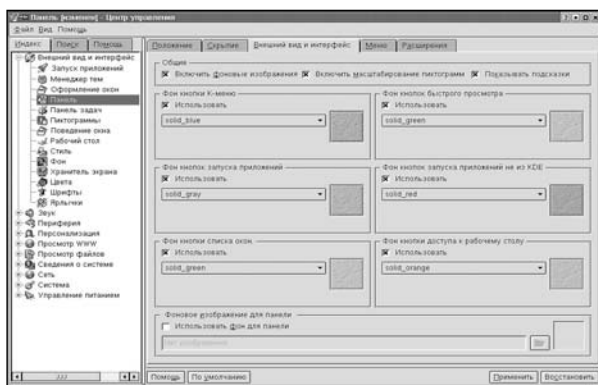 Панель [изменен] - Центр управления
Файл Вид Помощь
Индекс Поиск Помощь
Внешний вид и интерфейс
Запуск приложений
Менеджер тем
Оформление окон
Панель
Панель задач
Пиктограммы
Поведение окна
Рабочий стол
Стиль
Фон
Хранитель экрана
Цвета
Шрифты
Ярлычки
Звук
Периферия
Персонализация
Просмотр WWW
Просмотр файлов
Сведения о системе
Сеть
Система
Управление питанием
Положение Скрытие Внешний вид и интерфейс Меню Расширения
Общие
Включить фоновые изображения Включить масштабирование пиктограмм Показывать подсказки
Фон кнопки К-меню
Использовать
solid_blue
Фон кнопок быстрого просмотра
Использовать
solid_green
Фон кнопок запуска приложений
Использовать
solid_gray
Фон кнопок запуска приложений не из KDE
Использовать
solid_red
Фон кнопки списка окон
Использовать
solid_green
Фон кнопки доступа к рабочему столу
Использовать
solid_orange
Фоновое изображение для панели
Использовать фон для панели
Помощь По умолчанию Применить Восстановить